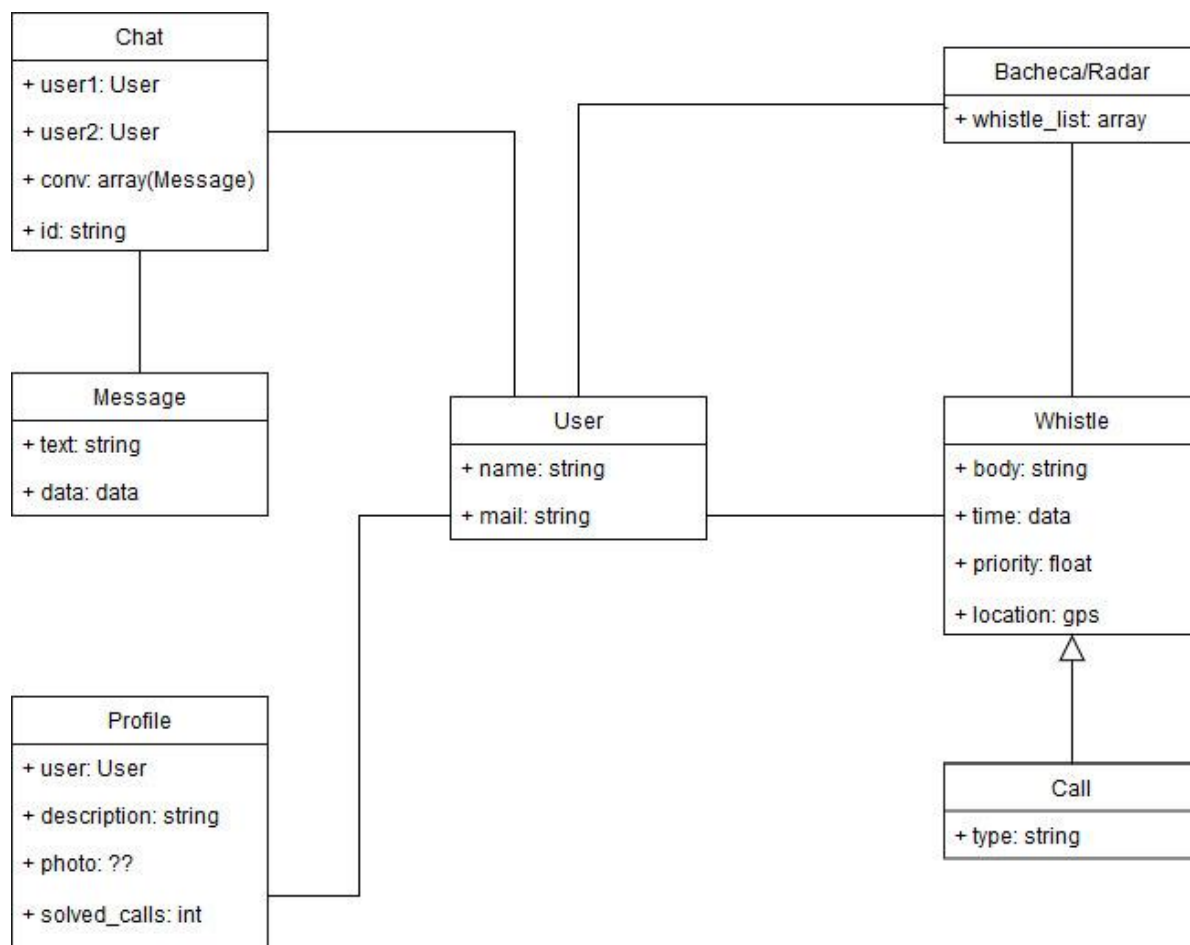 Chat
+ user1: User
+ user2: User
+ conv: array(Message)
+ id: string
Bacheca/Radar
+ whistle_list: array
Message
+ text: string
+ data: data
User
+ name: string
+ mail: string
Whistle
+ body: string
+ time: data
+ priority: float
+ location: gps
Profile
+ user: User
+ description: string
+ photo: ??
+ solved_calls: int
Call
+ type: string